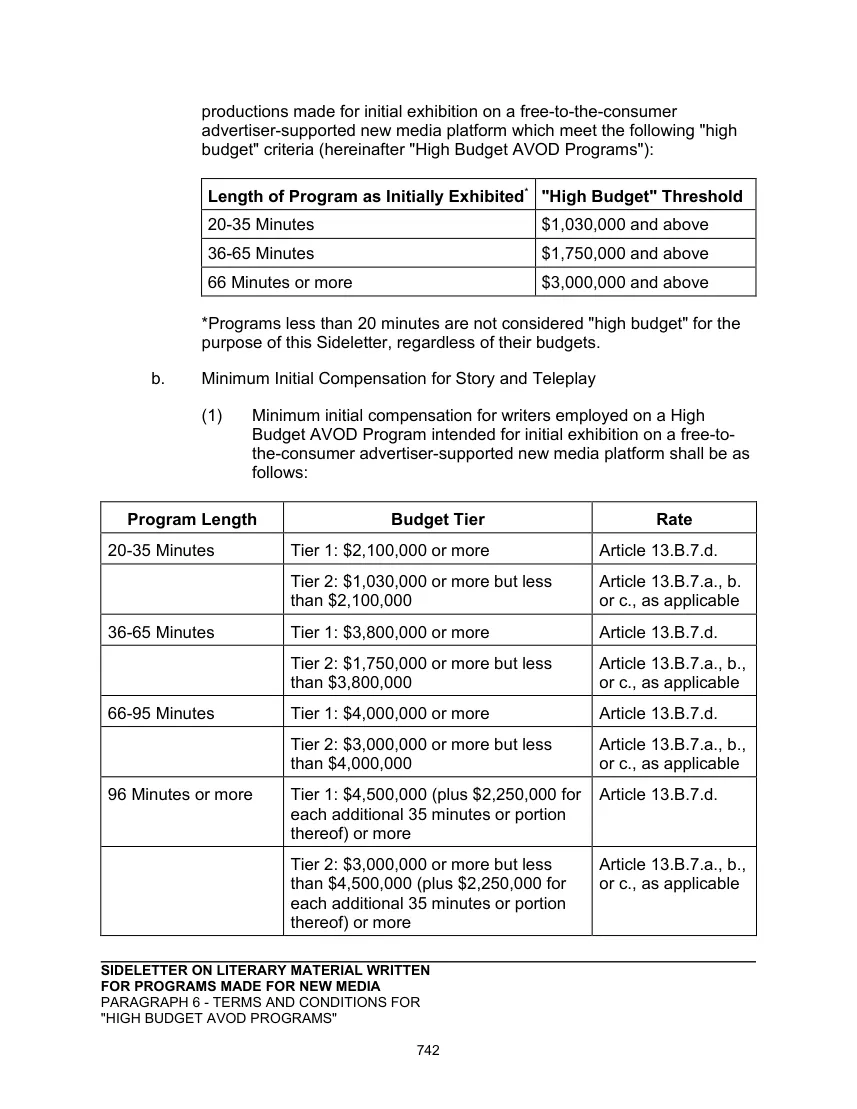 productions made for initial exhibition on a free-to-the-consumer
advertiser-supported new media platform which meet the following "high
budget" criteria (hereinafter "High Budget AVOD Programs"):
Length of Program as Initially Exhibited* "High Budget" Threshold
20-35 Minutes $1,030,000 and above
36-65 Minutes $1,750,000 and above
66 Minutes or more $3,000,000 and above
*Programs less than 20 minutes are not considered "high budget" for the
purpose of this Sideletter, regardless of their budgets.
b. Minimum Initial Compensation for Story and Teleplay
(1) Minimum initial compensation for writers employed on a High
Budget AVOD Program intended for initial exhibition on a free-to-
the-consumer advertiser-supported new media platform shall be as
follows:
Program Length Budget Tier Rate
20-35 Minutes Tier 1: $2,100,000 or more Article 13.B.7.d.
Tier 2: $1,030,000 or more but less Article 13.B.7.a., b.
than $2,100,000 or c., as applicable
36-65 Minutes Tier 1: $3,800,000 or more Article 13.B.7.d.
Tier 2: $1,750,000 or more but less Article 13.B.7.a., b.,
than $3,800,000 or c., as applicable
66-95 Minutes Tier 1: $4,000,000 or more Article 13.B.7.d.
Tier 2: $3,000,000 or more but less Article 13.B.7.a., b.,
than $4,000,000 or c., as applicable
96 Minutes or more Tier 1: $4,500,000 (plus $2,250,000 for Article 13.B.7.d.
each additional 35 minutes or portion
thereof) or more
Tier 2: $3,000,000 or more but less Article 13.B.7.a., b.,
than $4,500,000 (plus $2,250,000 for or c., as applicable
each additional 35 minutes or portion
thereof) or more
SIDELETTER ON LITERARY MATERIAL WRITTEN
FOR PROGRAMS MADE FOR NEW MEDIA
PARAGRAPH 6 - TERMS AND CONDITIONS FOR
"HIGH BUDGET AVOD PROGRAMS"
742